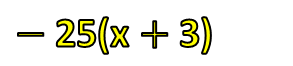 − 25(x + 3)